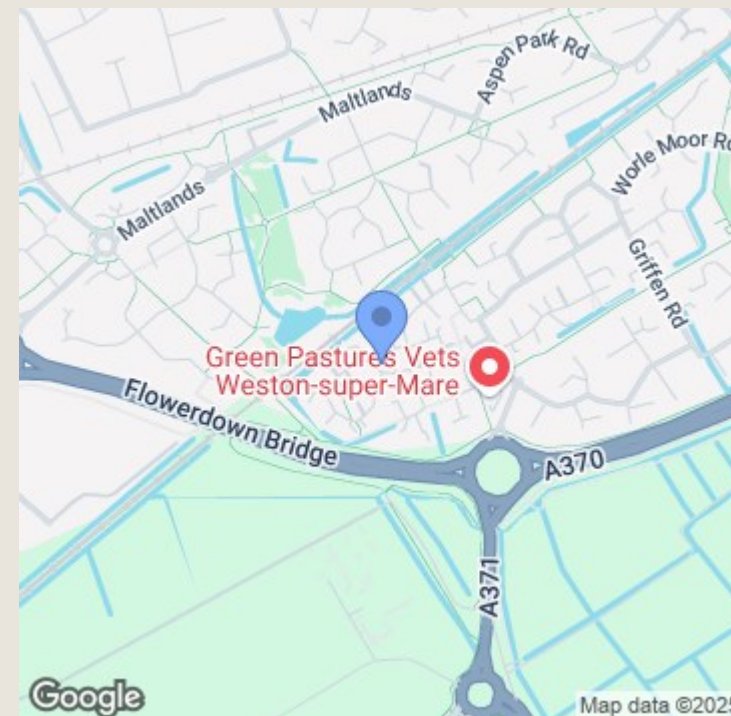 Aspen Park Rd
Maltlands
Maltlands
Worle Moor Rd
Griffen Rd
Green Pastures Vets
Weston-super-Mare
Flowerdown Bridge
A370
A371
Google
Map data ©2025